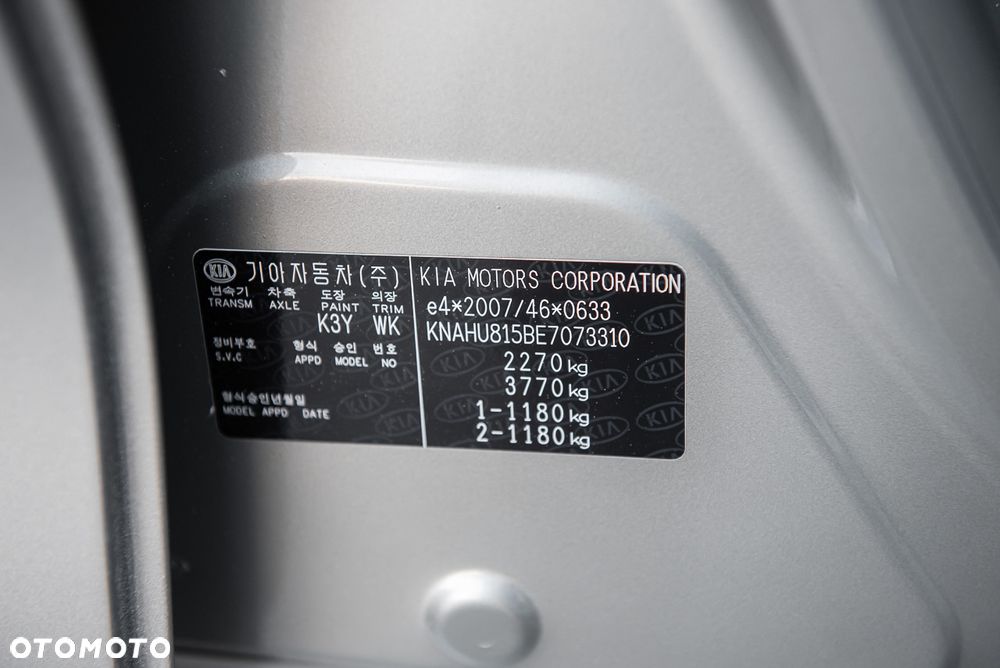 KIA 기아자동차(주)
변속기 차축 도장 의장
TRANSM AXLE PAINT TRIM
K3Y WK
정비부호 형식 승인 번호
S.V.C APPD MODEL NO
형식승인년월일
MODEL APPD DATE
KIA MOTORS CORPORATION
e4*2007/46*0633
KNAHU815BE7073310
2270kg
3770kg
1-1180kg
2-1180kg
OTOMOTO